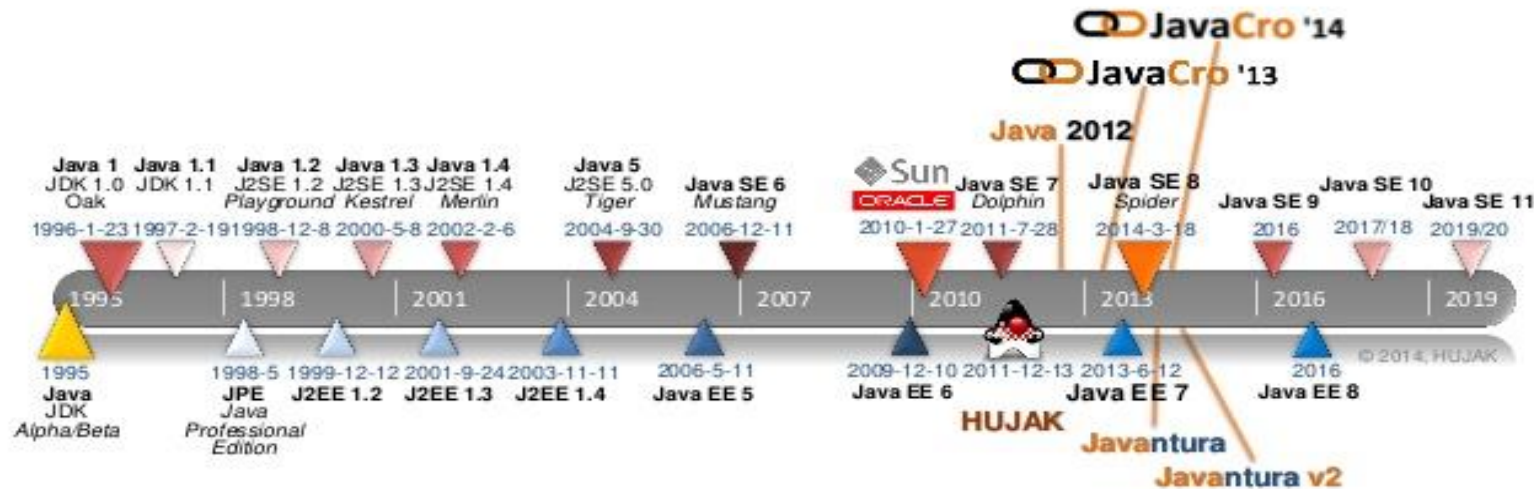 JavaCro '14
JavaCro '13
Java 2012
Java 1
JDK 1.0
Oak
1996-1-23
Java 1.1
JDK 1.1
1997-2-19
Java 1.2
J2SE 1.2
Playground
1998-12-8
Java 1.3
J2SE 1.3
Kestrel
2000-5-8
Java 1.4
J2SE 1.4
Merlin
2002-2-6
Java 5
J2SE 5.0
Tiger
2004-9-30
Java SE 6
Mustang
2006-12-11
Sun
ORACLE
2010-1-27
Java SE 7
Dolphin
2011-7-28
Java SE 8
Spider
2014-3-18
Java SE 9
2016
Java SE 10
2017/18
Java SE 11
2019/20
1995 1998 2001 2004 2007 2010 2013 2016 2019
© 2014, HUJAK
1995
Java
JDK
Alpha/Beta
1998-5
JPE
Java
Professional
Edition
1999-12-12
J2EE 1.2
2001-9-24
J2EE 1.3
2003-11-11
J2EE 1.4
2006-5-11
Java EE 5
2009-12-10
Java EE 6
2011-12-13
HUJAK
2013-6-12
Java EE 7
2016
Java EE 8
Javantura
Javantura v2